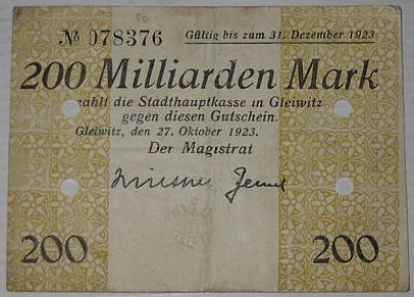 № 078376 Gültig bis zum 31. Dezember 1923
200 Milliarden Mark
zahlt die Stadthauptkasse in Gleiwitz
gegen diesen Gutschein.
Gleiwitz, den 27. Oktober 1923.
Der Magistrat
200 200